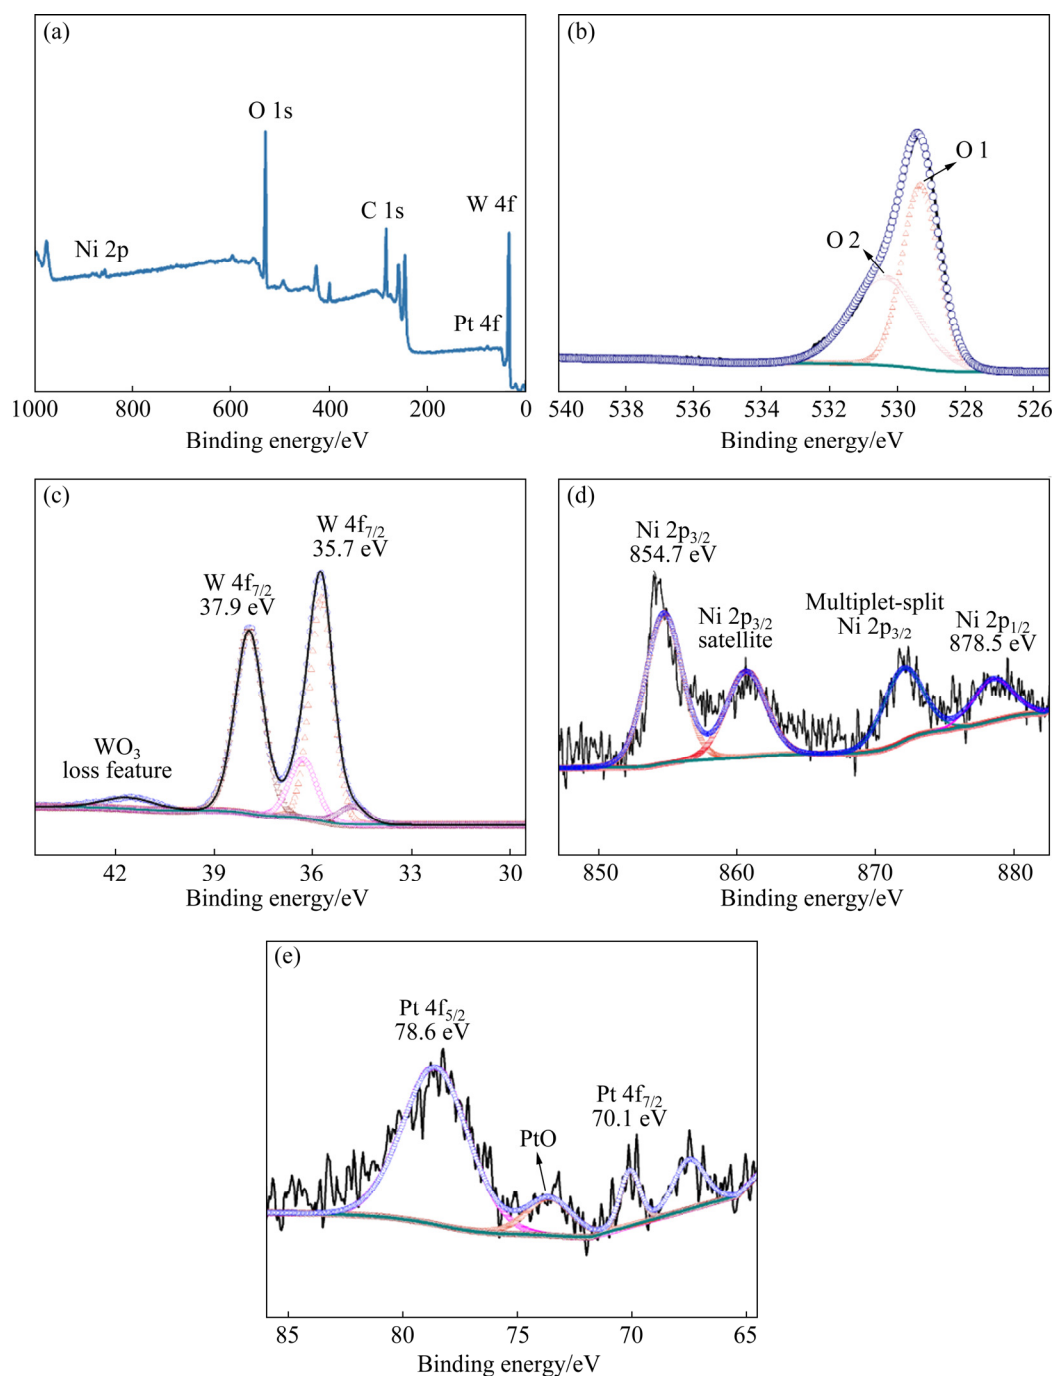 (a)
O 1s
C 1s
W 4f
Ni 2p
Pt 4f
1000 800 600 400 200 0
Binding energy/eV
(b)
O 1
O 2
540 538 536 534 532 530 528 526
Binding energy/eV
(c)
W 4f7/2
35.7 eV
W 4f7/2
37.9 eV
WO3
loss feature
42 39 36 33 30
Binding energy/eV
(d)
Ni 2p3/2
854.7 eV
Ni 2p3/2
satellite
Multiplet-split
Ni 2p3/2
Ni 2p1/2
878.5 eV
850 860 870 880
Binding energy/eV
(e)
Pt 4f5/2
78.6 eV
PtO
Pt 4f7/2
70.1 eV
85 80 75 70 65
Binding energy/eV